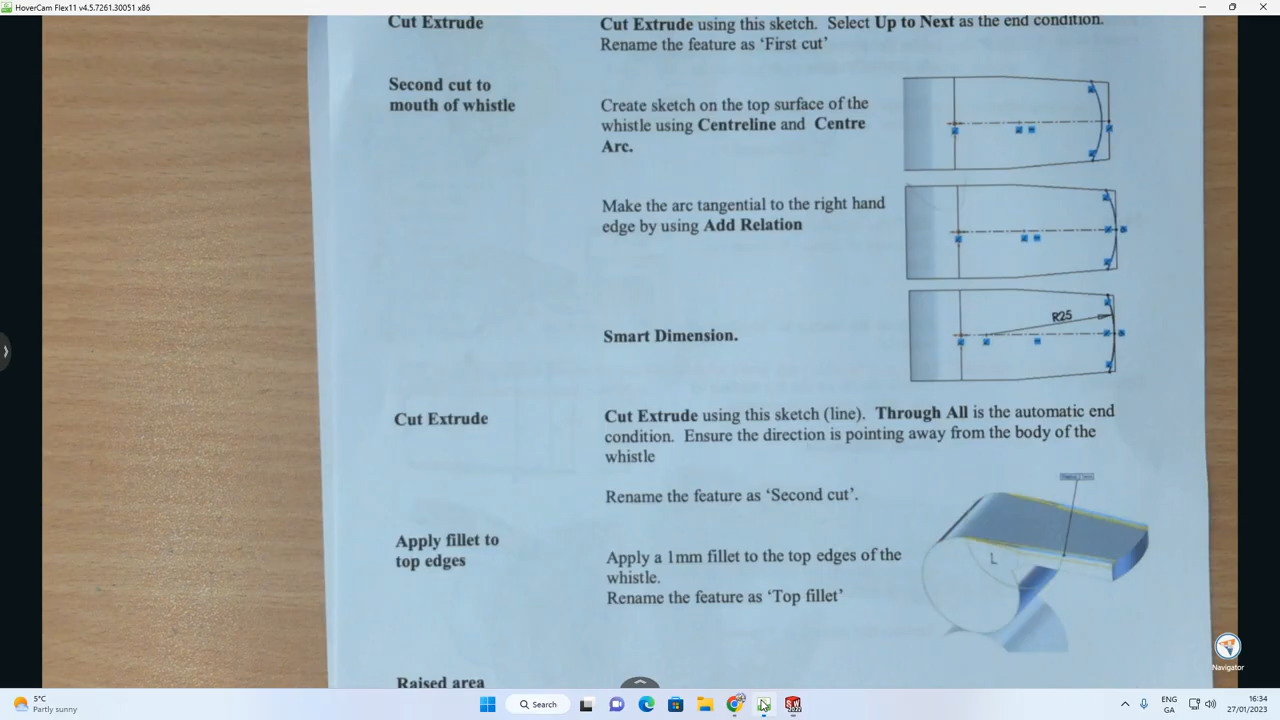 HoverCam Flex11 v4.5.7261.30051 x86
Cut Extrude
Cut Extrude using this sketch. Select Up to Next as the end condition.
Rename the feature as 'First cut'
Second cut to
mouth of whistle
Create sketch on the top surface of the
whistle using Centreline and Centre
Arc.
Make the arc tangential to the right hand
edge by using Add Relation
R25
Smart Dimension.
Cut Extrude
Cut Extrude using this sketch (line). Through All is the automatic end
condition. Ensure the direction is pointing away from the body of the
whistle
Rename the feature as 'Second cut'.
Apply fillet to
top edges
Apply a 1mm fillet to the top edges of the
whistle.
Rename the feature as 'Top fillet'
Raised area
Navigator
5°C
Partly sunny
Search
ENG
GA
16:34
27/01/2023